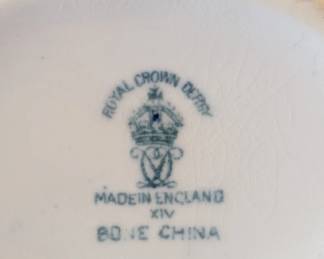 ROYAL CROWN DERBY
MADE IN ENGLAND
XIV
BONE CHINA